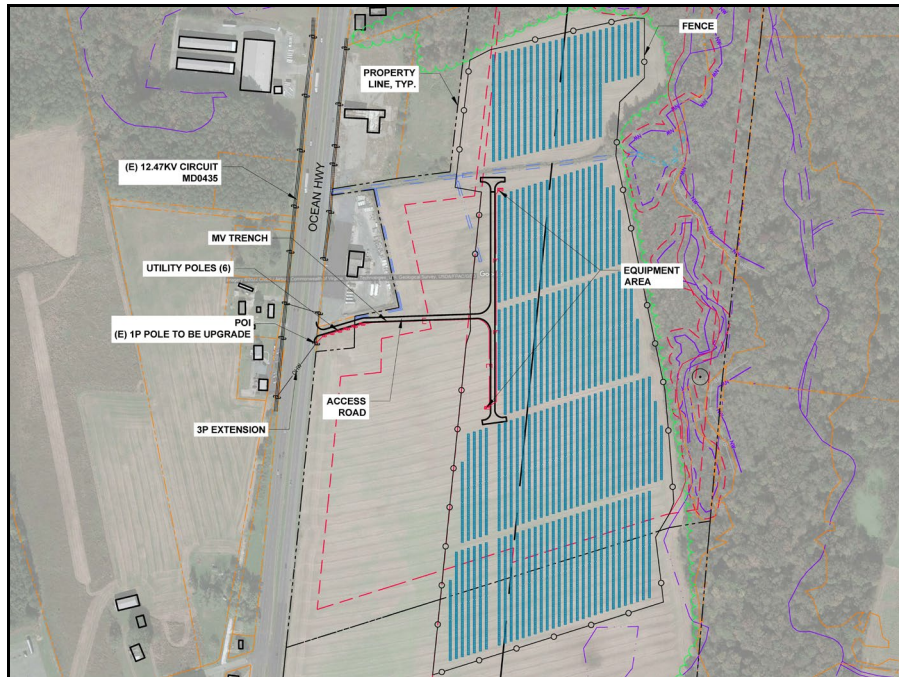 FENCE
PROPERTY
LINE, TYP.
(E) 12.47KV CIRCUIT
MD0435
OCEAN HWY
MV TRENCH
UTILITY POLES (6)
EQUIPMENT
AREA
POI
(E) 1P POLE TO BE UPGRADE
ACCESS
ROAD
3P EXTENSION